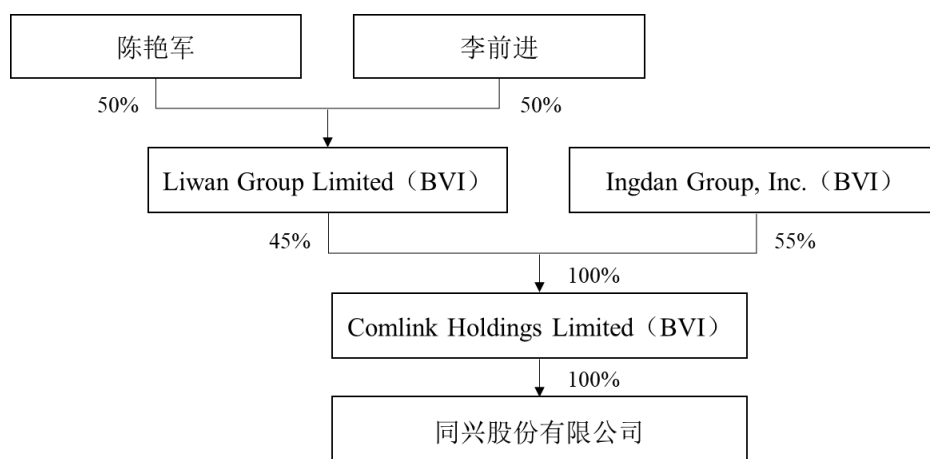 陈艳军
李前进
50%
50%
Liwan Group Limited（BVI）
Ingdan Group, Inc.（BVI）
45%
55%
100%
Comlink Holdings Limited（BVI）
100%
同兴股份有限公司